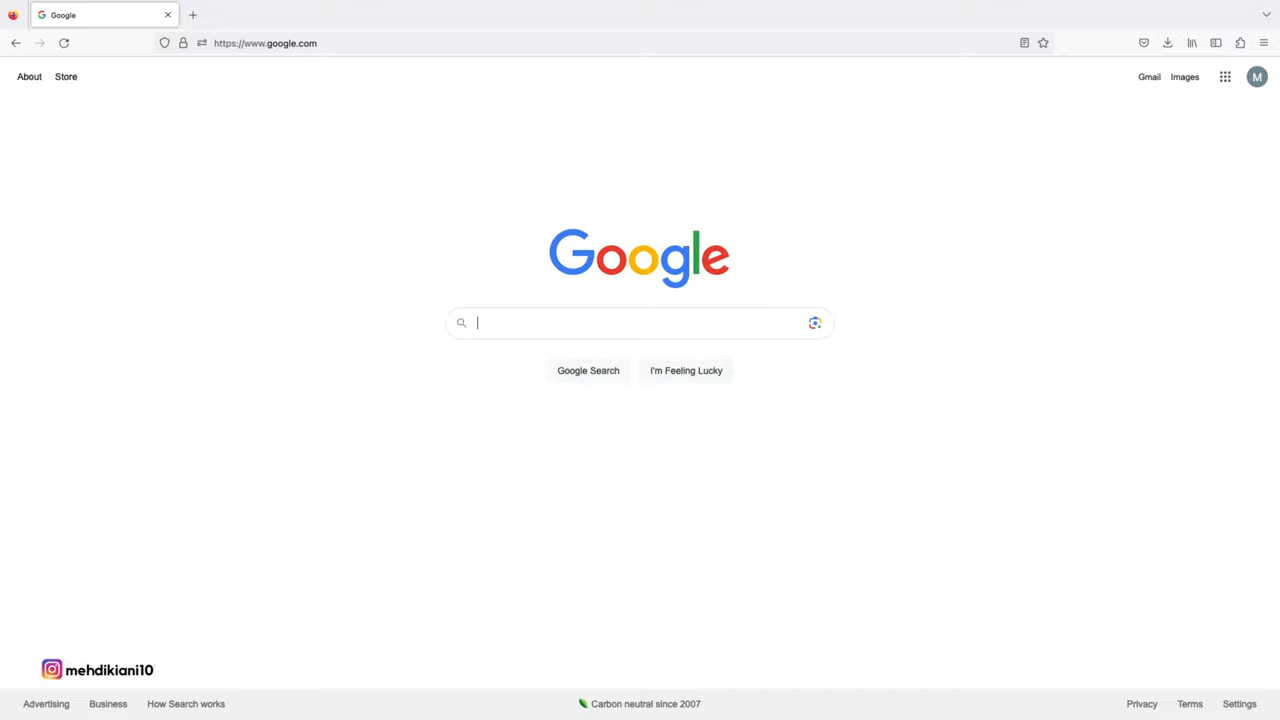 Google
https://www.google.com
About Store
Gmail Images M
Google
Google Search I'm Feeling Lucky
mehdikiani10
Advertising Business How Search works Carbon neutral since 2007 Privacy Terms Settings